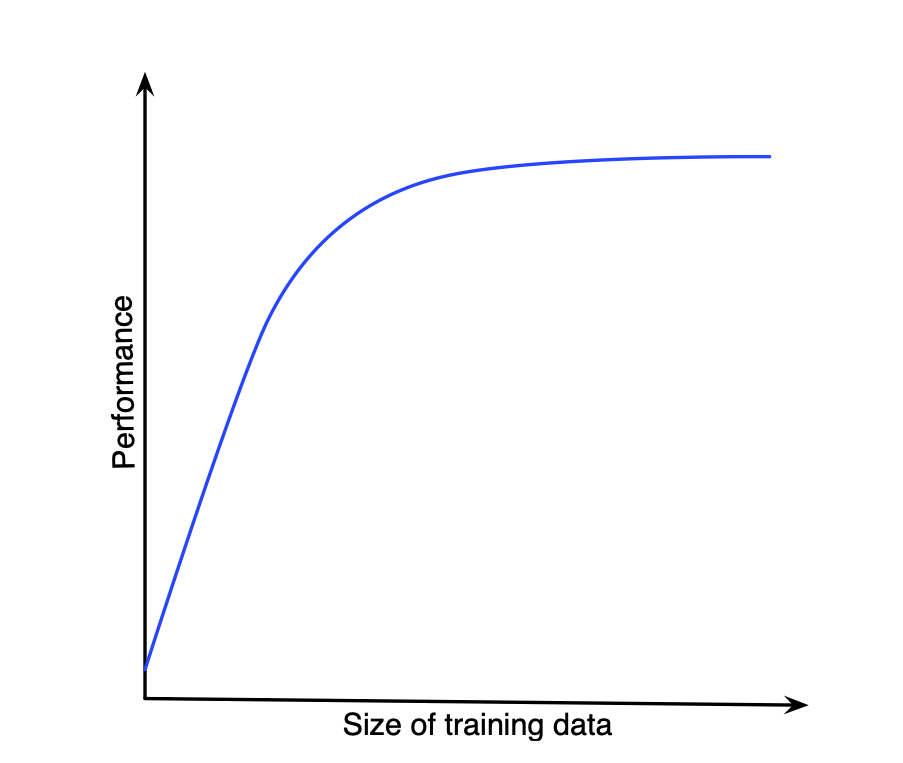 Performance
Size of training data